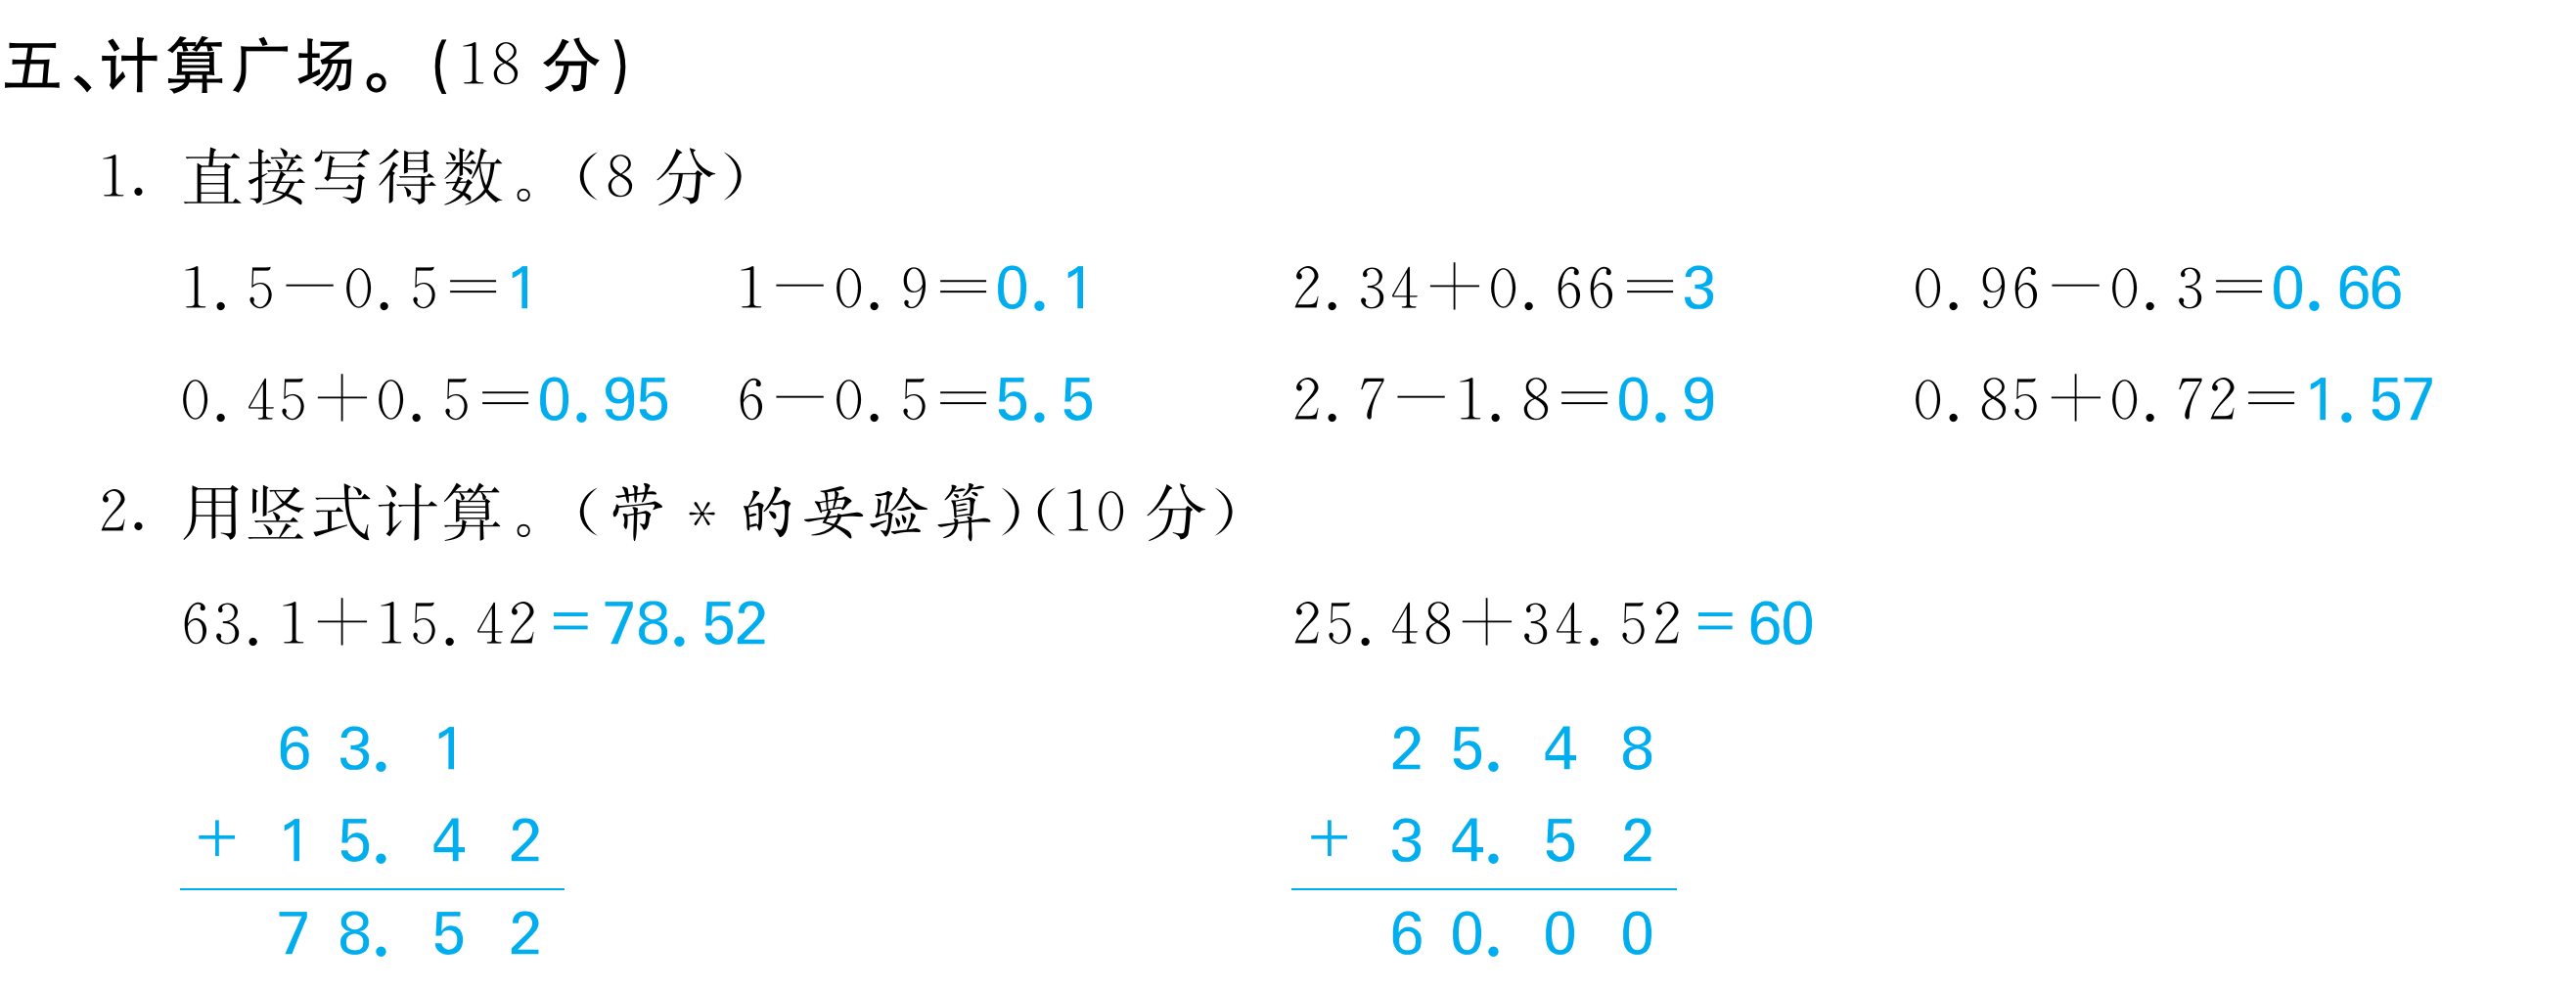 五、计算广场。(18 分)
1. 直接写得数。(8 分)
1.5－0.5＝1 1－0.9＝0.1 2.34＋0.66＝3 0.96－0.3＝0.66
0.45＋0.5＝0.95 6－0.5＝5.5 2.7－1.8＝0.9 0.85＋0.72＝1.57
2. 用竖式计算。(带 * 的要验算)(10 分)
63.1＋15.42＝78.52 25.48＋34.52＝60
6 3. 1 2 5. 4 8
+ 1 5. 4 2 + 3 4. 5 2
7 8. 5 2 6 0. 0 0